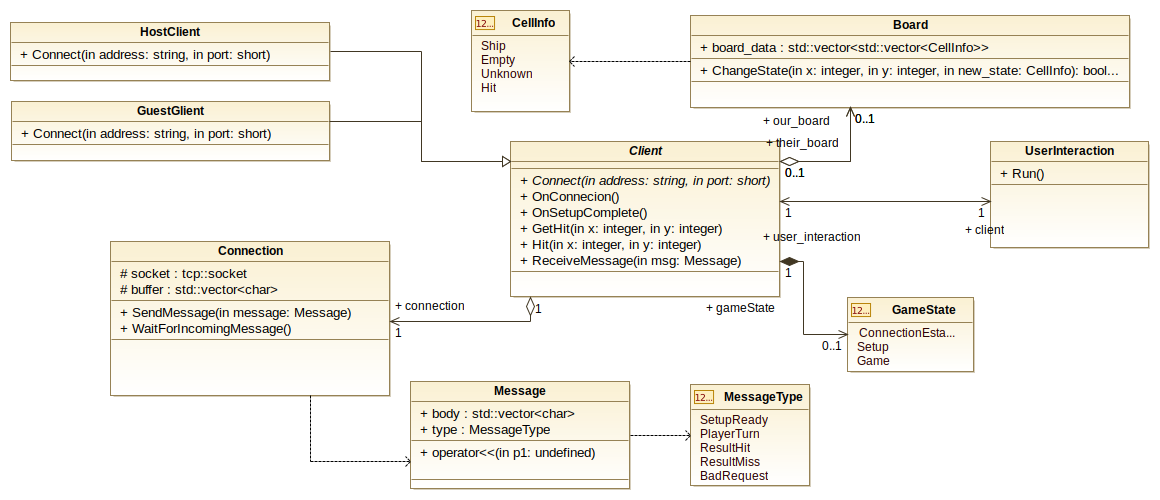 HostClient
+ Connect(in address: string, in port: short)
GuestGlient
+ Connect(in address: string, in port: short)
12... CellInfo
Ship
Empty
Unknown
Hit
Board
+ board_data : std::vector<std::vector<CellInfo>>
+ ChangeState(in x: integer, in y: integer, in new_state: CellInfo): bool...
+ our_board
0..1
+ their_board
0..1
Client
+ Connect(in address: string, in port: short)
+ OnConnecion()
+ OnSetupComplete()
+ GetHit(in x: integer, in y: integer)
+ Hit(in x: integer, in y: integer)
+ ReceiveMessage(in msg: Message)
UserInteraction
+ Run()
1
1
+ client
+ user_interaction
1
+ gameState
0..1
12... GameState
ConnectionEsta...
Setup
Game
Connection
# socket : tcp::socket
# buffer : std::vector<char>
+ SendMessage(in message: Message)
+ WaitForIncomingMessage()
+ connection
1
1
Message
+ body : std::vector<char>
+ type : MessageType
+ operator<<(in p1: undefined)
12... MessageType
SetupReady
PlayerTurn
ResultHit
ResultMiss
BadRequest